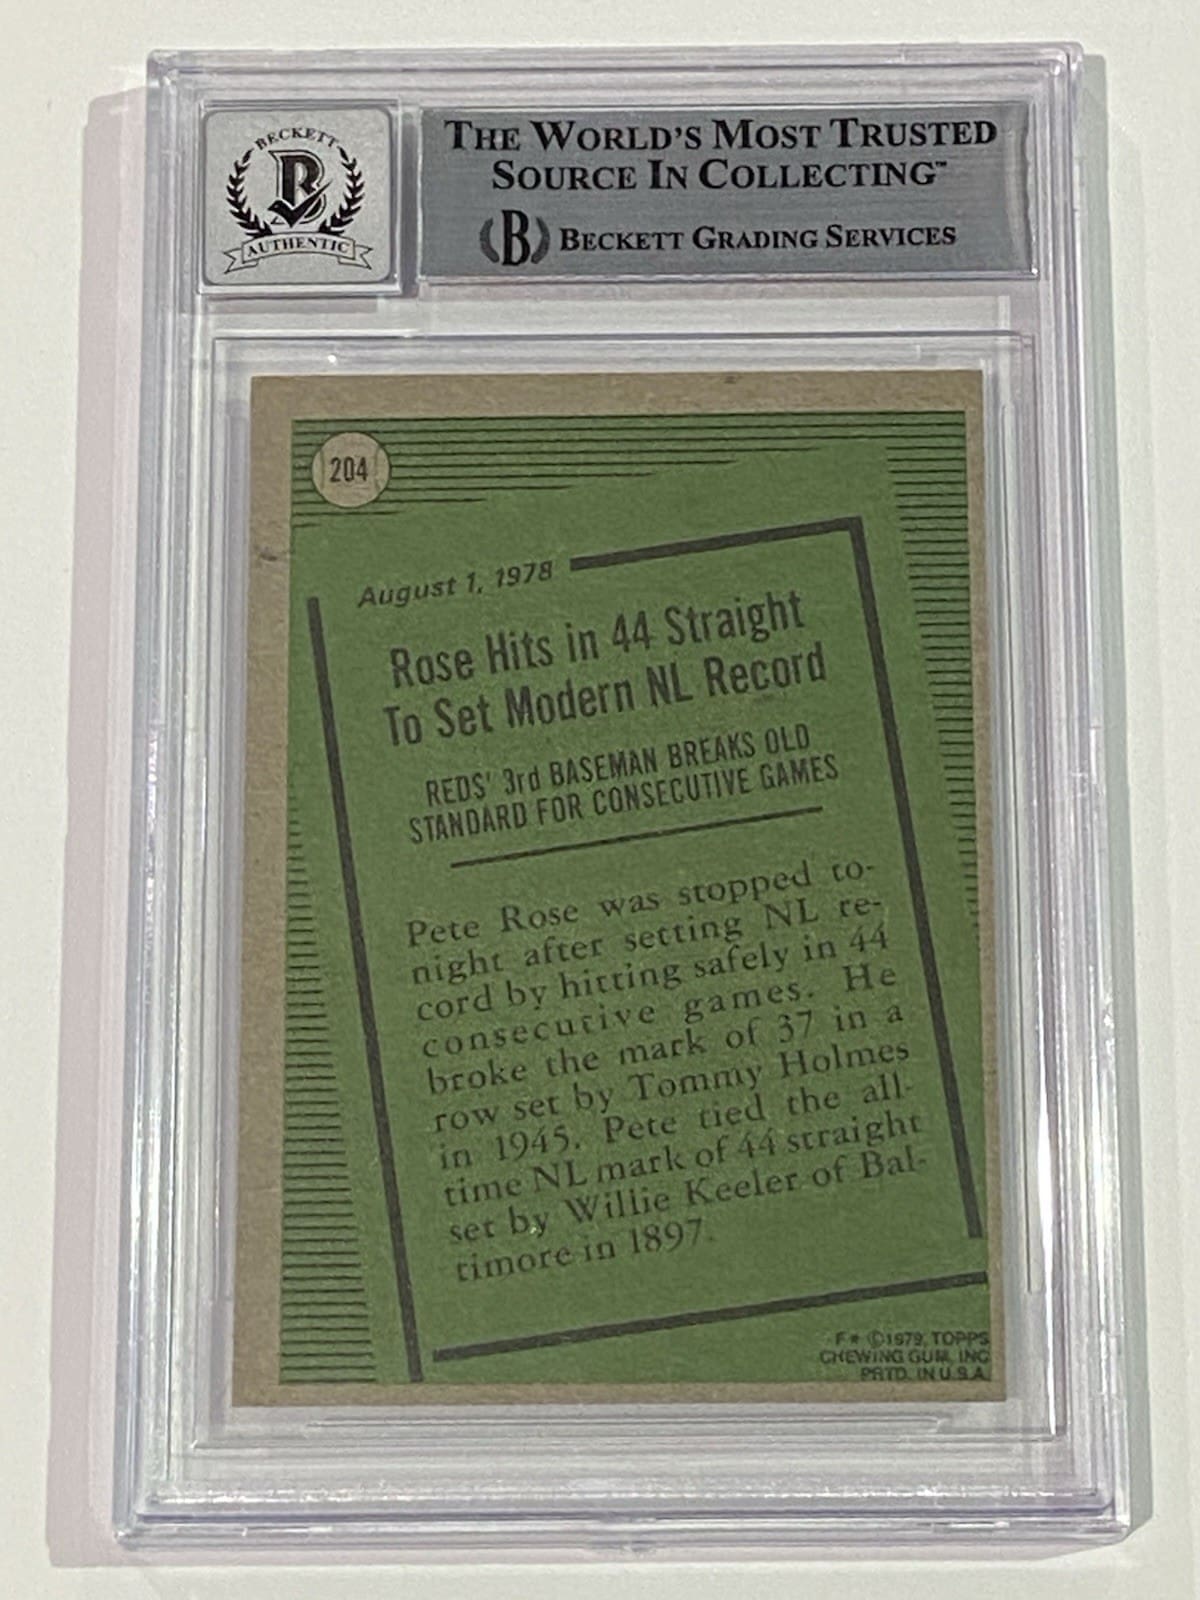 BECKETT
B
AUTHENTIC
THE WORLD'S MOST TRUSTED
SOURCE IN COLLECTING™
B BECKETT GRADING SERVICES
204
August 1, 1978
Rose Hits in 44 Straight
To Set Modern NL Record
REDS' 3rd BASEMAN BREAKS OLD
STANDARD FOR CONSECUTIVE GAMES
Pete Rose was stopped to-
night after setting NL re-
cord by hitting safely in 44
consecutive games. He
broke the mark of 37 in a
row set by Tommy Holmes
in 1945. Pete tied the all-
time NL mark of 44 straight
set by Willie Keeler of Bal-
timore in 1897.
F* ©1979, TOPPS
CHEWING GUM, INC
PRTD. IN U.S.A.